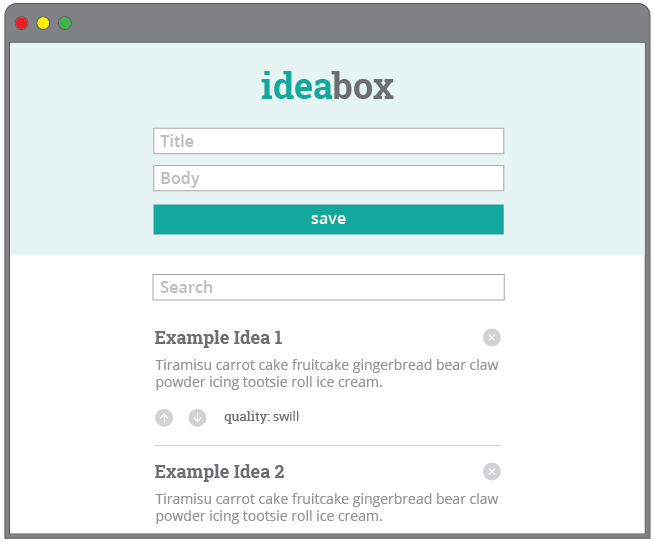 ideabox
Title
Body
save
Search
Example Idea 1
Tiramisu carrot cake fruitcake gingerbread bear claw
powder icing tootsie roll ice cream.
quality: swill
Example Idea 2
Tiramisu carrot cake fruitcake gingerbread bear claw
powder icing tootsie roll ice cream.